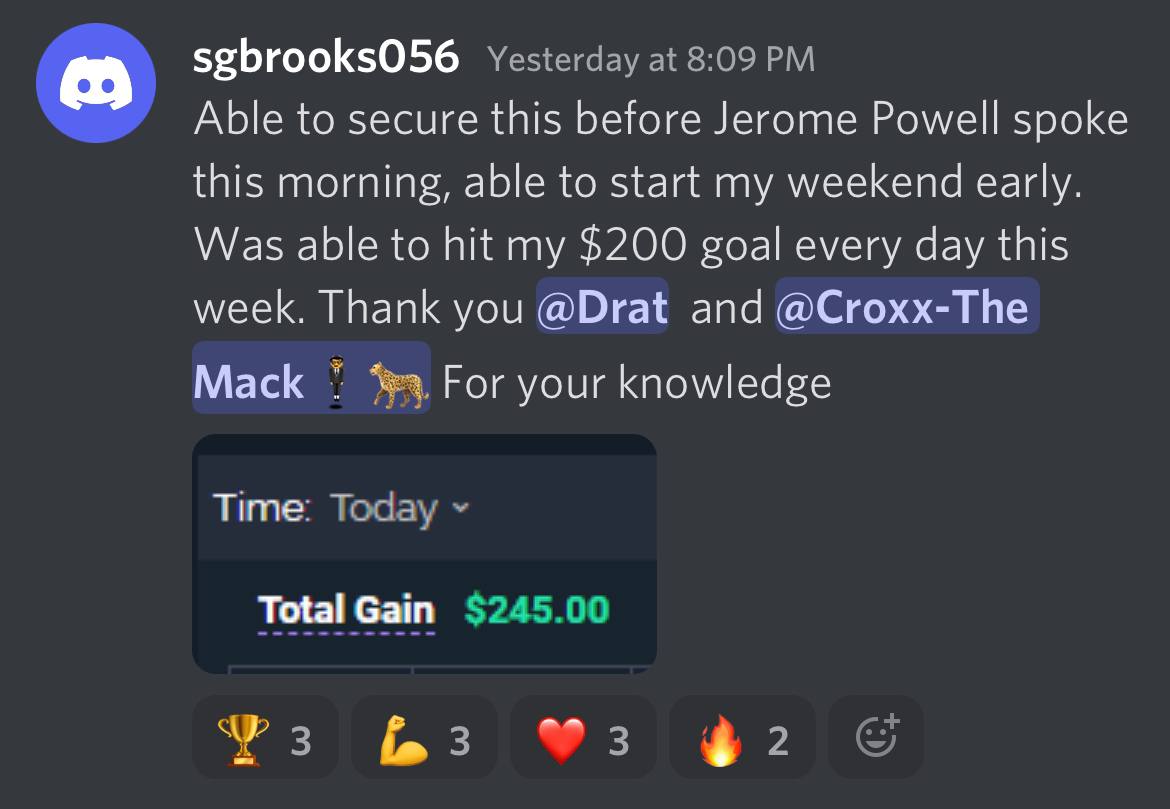 sgbrooks056 Yesterday at 8:09 PM
Able to secure this before Jerome Powell spoke
this morning, able to start my weekend early.
Was able to hit my $200 goal every day this
week. Thank you @Drat and @Croxx-The
Mack🕴🏽🐆 For your knowledge
Time: Today
Total Gain $245.00
🏆 3 💪 3 ❤️ 3 🔥 2